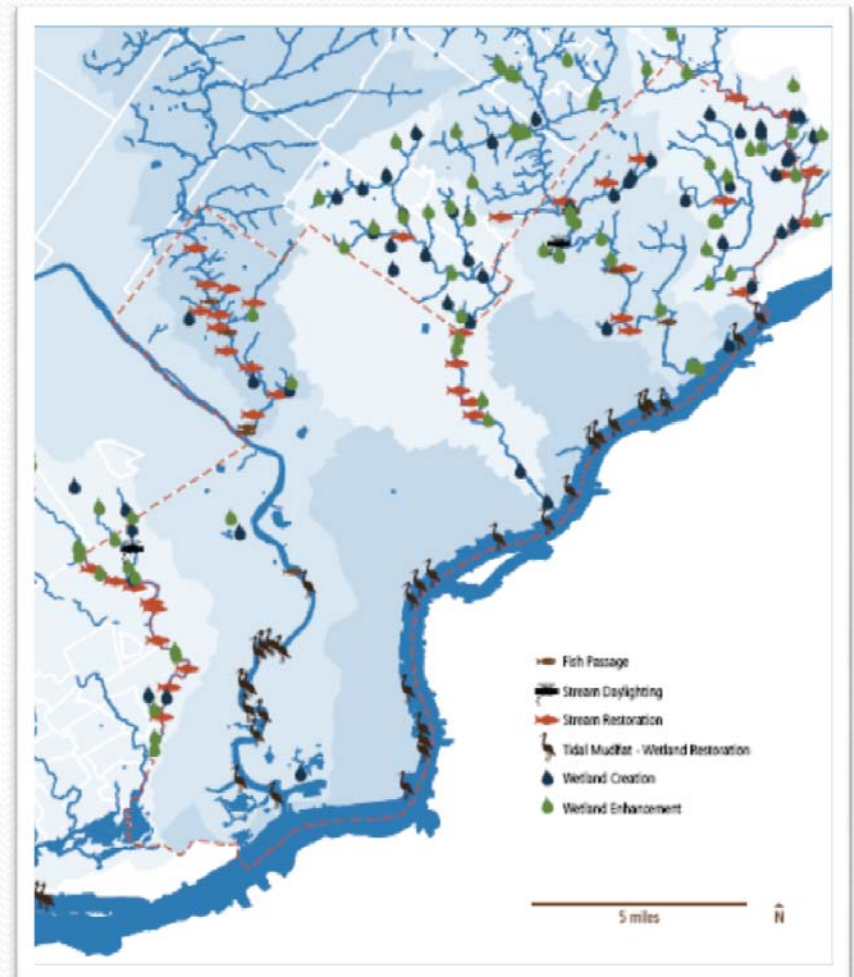 Fish Passage
Stream Daylighting
Stream Restoration
Tidal Mudflat - Wetland Restoration
Wetland Creation
Wetland Enhancement
5 miles
N